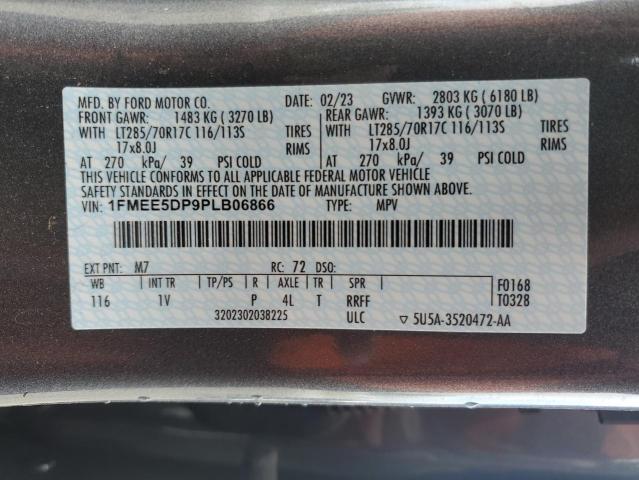 MFD. BY FORD MOTOR CO. DATE: 02/23 GVWR: 2803 KG ( 6180 LB)
FRONT GAWR: 1483 KG ( 3270 LB) REAR GAWR: 1393 KG ( 3070 LB)
WITH LT285/70R17C 116/113S TIRES WITH LT285/70R17C 116/113S TIRES
17x8.0J RIMS 17x8.0J RIMS
AT 270 kPa/ 39 PSI COLD AT 270 kPa/ 39 PSI COLD
THIS VEHICLE CONFORMS TO ALL APPLICABLE FEDERAL MOTOR VEHICLE
SAFETY STANDARDS IN EFFECT ON THE DATE OF MANUFACTURE SHOWN ABOVE.
VIN: 1FMEE5DP9PLB06866 TYPE: MPV
EXT PNT: M7 RC: 72 DSO:
WB INT TR TP/PS R AXLE TR SPR F0168
116 1V P 4L T RRFF T0328
3202302038225 ULC ▽ 5U5A-3520472-AA